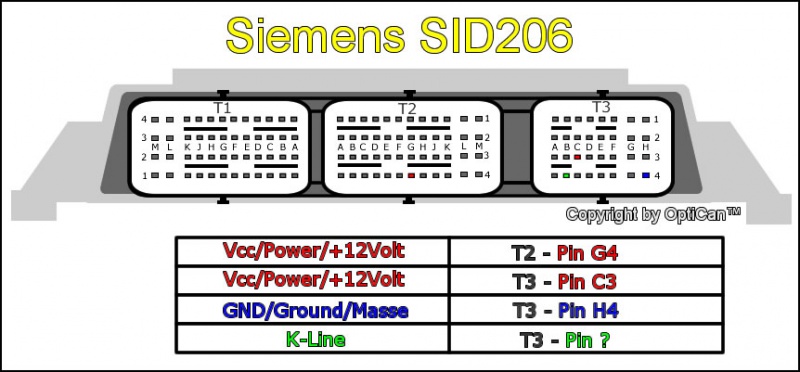 Siemens SID206
T1 T2 T3
4 1 1
3 2 2
M L K J H G F E D C B A A B C D E F G H J K L M A B C D E F G H
2 3 3
1 4 4
Copyright by OptiCan™
Vcc/Power/+12Volt T2 - Pin G4
Vcc/Power/+12Volt T3 - Pin C3
GND/Ground/Masse T3 - Pin H4
K-Line T3 - Pin ?